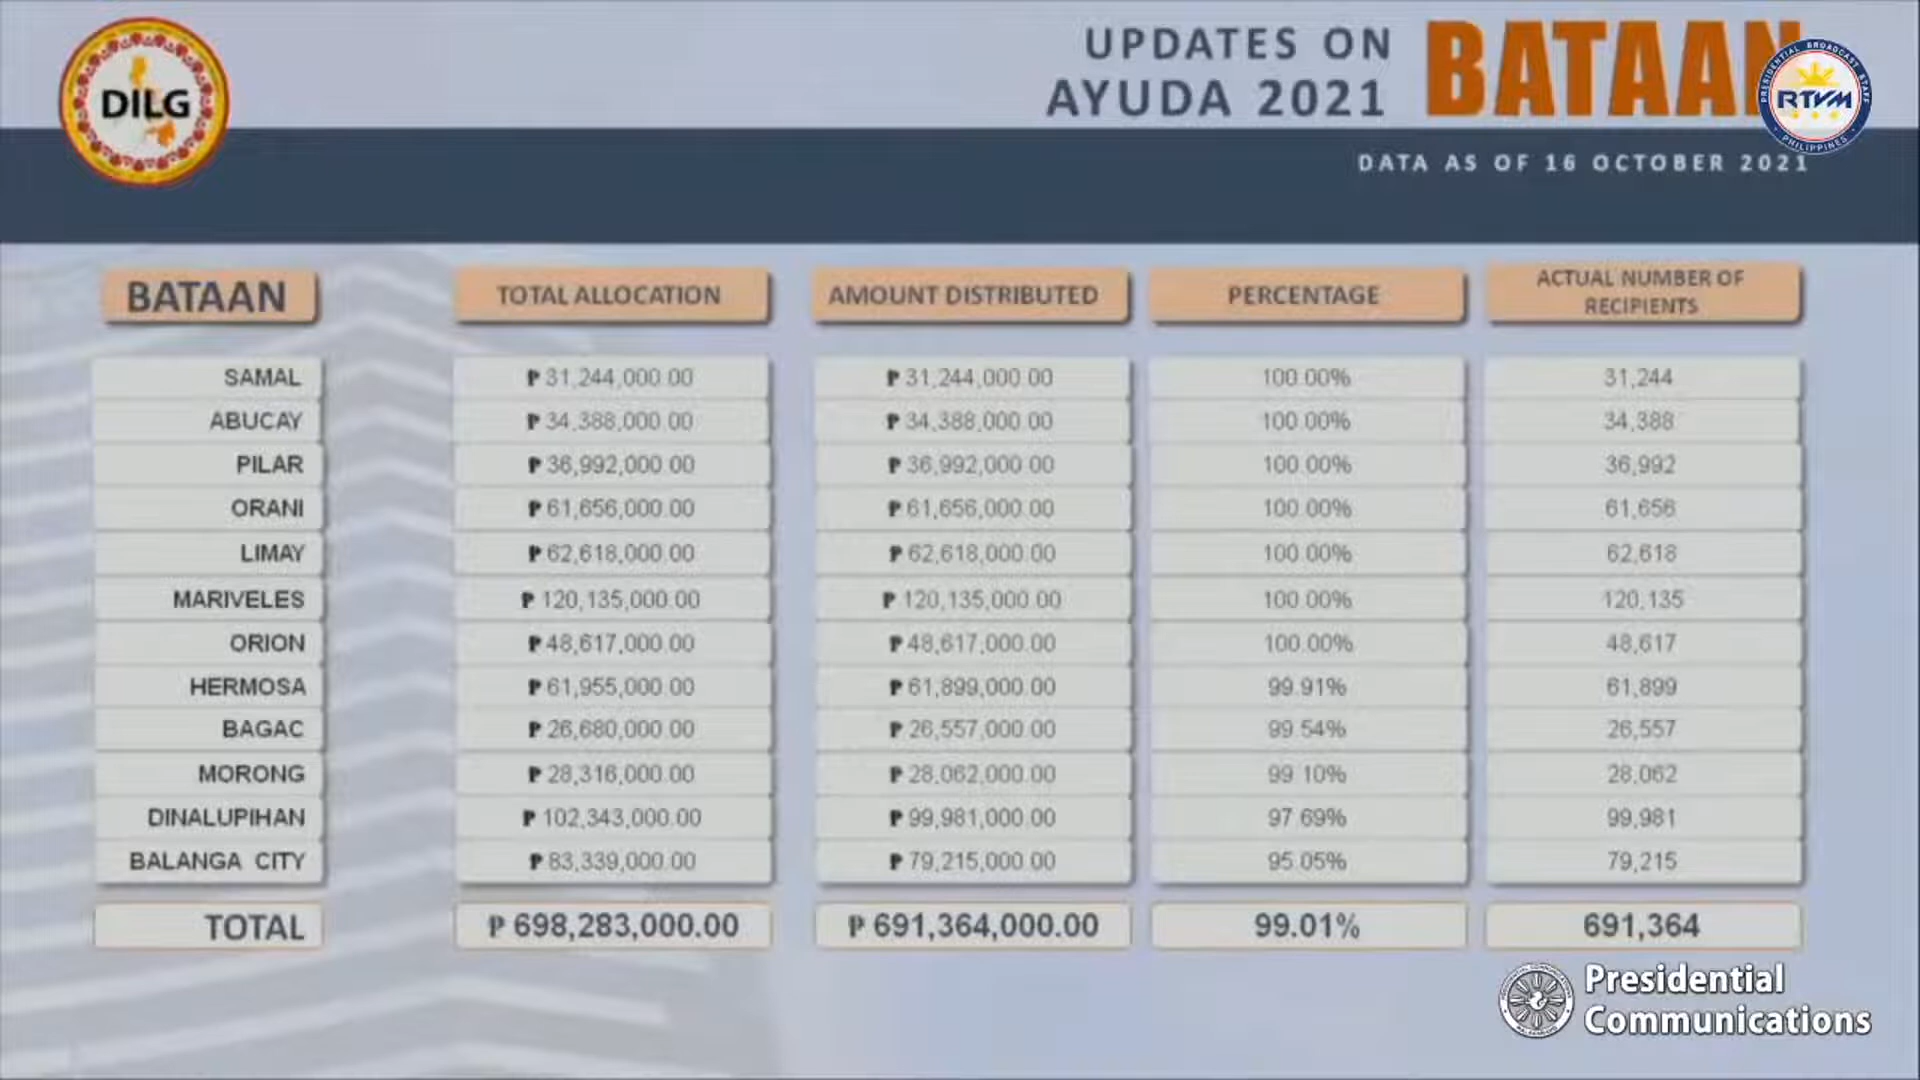 DILG
UPDATES ON
AYUDA 2021
BATAAN
PRESIDENTIAL BROADCAST STAFF
RTVM
PHILIPPINES
DATA AS OF 16 OCTOBER 2021
BATAAN TOTAL ALLOCATION AMOUNT DISTRIBUTED PERCENTAGE ACTUAL NUMBER OF
RECIPIENTS
SAMAL ₱ 31,244,000.00 ₱ 31,244,000.00 100.00% 31,244
ABUCAY ₱ 34,388,000.00 ₱ 34,388,000.00 100.00% 34,388
PILAR ₱ 36,992,000.00 ₱ 36,992,000.00 100.00% 36,992
ORANI ₱ 61,656,000.00 ₱ 61,656,000.00 100.00% 61,656
LIMAY ₱ 62,618,000.00 ₱ 62,618,000.00 100.00% 62,618
MARIVELES ₱ 120,135,000.00 ₱ 120,135,000.00 100.00% 120,135
ORION ₱ 48,617,000.00 ₱ 48,617,000.00 100.00% 48,617
HERMOSA ₱ 61,955,000.00 ₱ 61,899,000.00 99.91% 61,899
BAGAC ₱ 26,680,000.00 ₱ 26,557,000.00 99.54% 26,557
MORONG ₱ 28,316,000.00 ₱ 28,062,000.00 99.10% 28,062
DINALUPIHAN ₱ 102,343,000.00 ₱ 99,981,000.00 97.69% 99,981
BALANGA CITY ₱ 83,339,000.00 ₱ 79,215,000.00 95.05% 79,215
TOTAL ₱ 698,283,000.00 ₱ 691,364,000.00 99.01% 691,364
Presidential
Communications